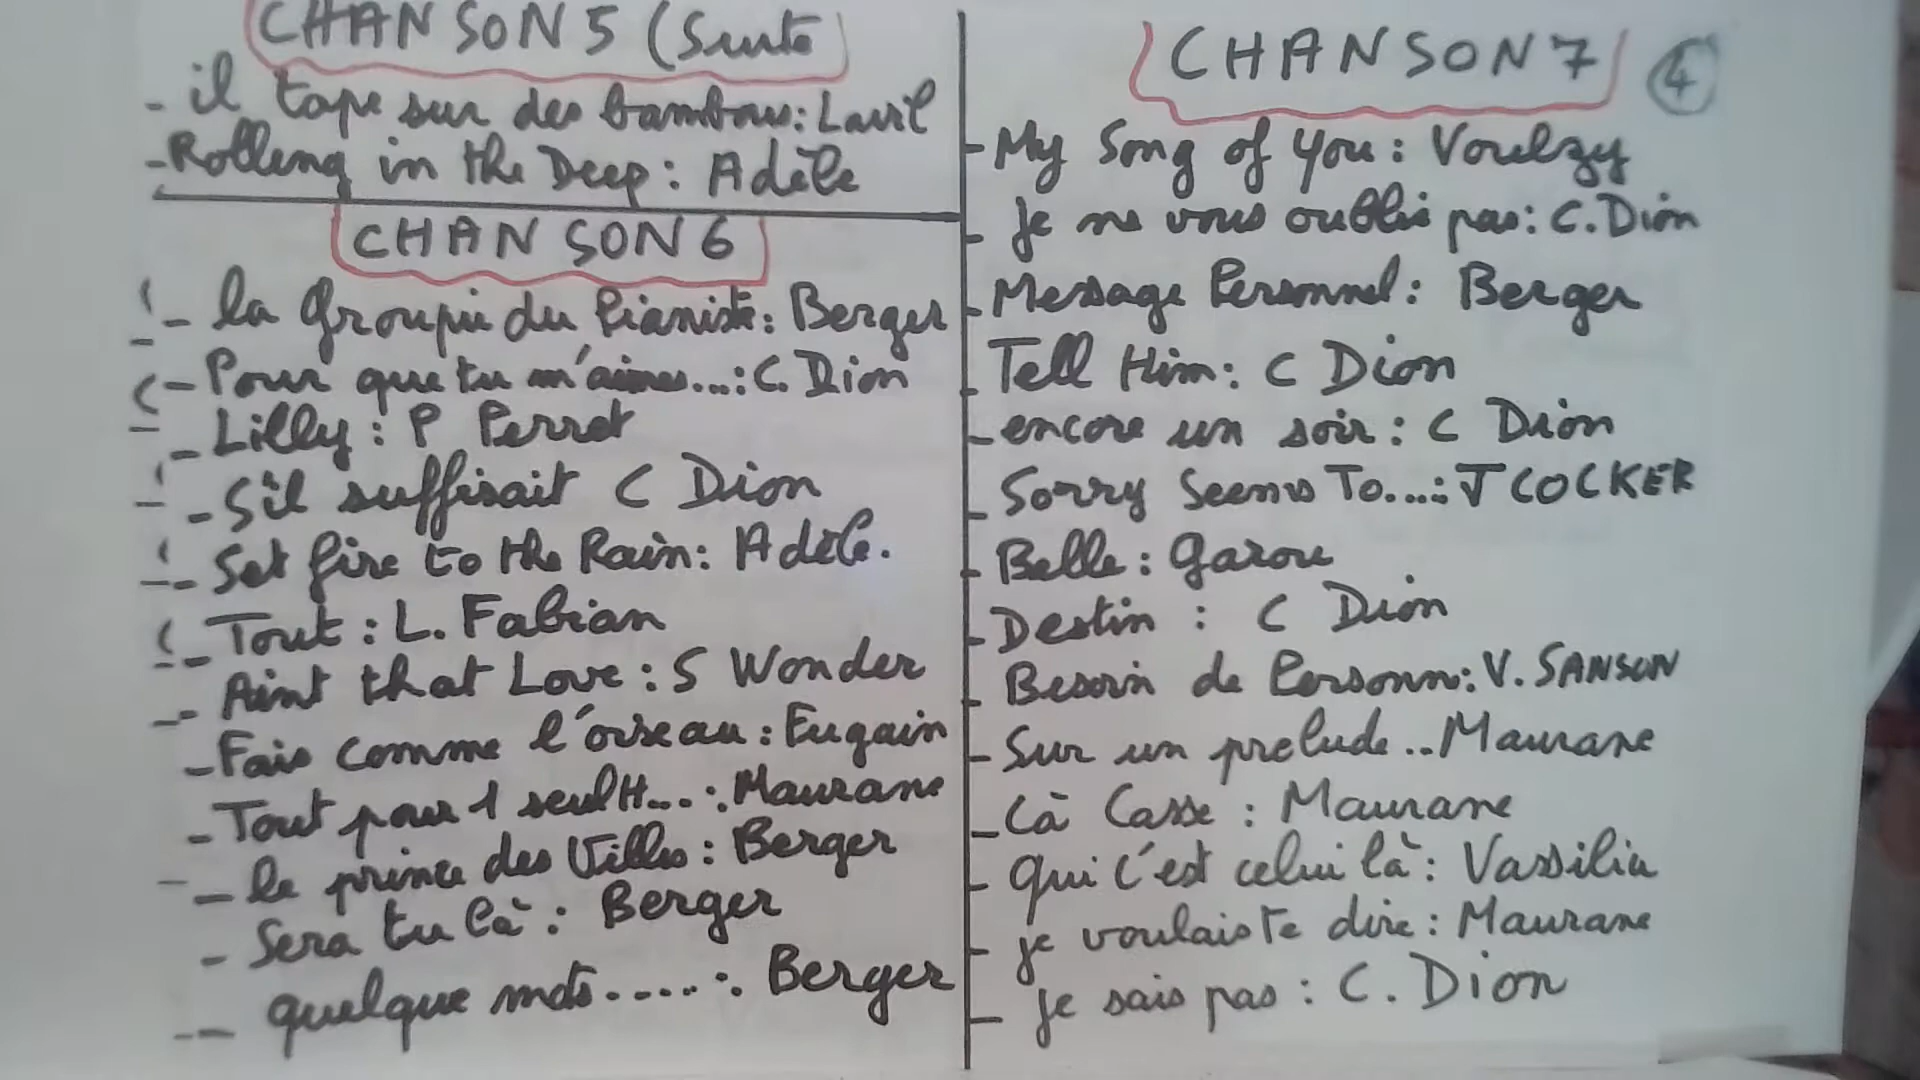 CHANSON 5 (Suite
- il tape sur des bambous: Lavil
- Rolling in the Deep: Adèle
CHANSON 6
- la Groupie du Pianiste: Berger
- Pour que tu m'aimes...: C. Dion
- Lilly: P Perret
- S'il suffisait C Dion
- Set fire to the Rain: Adèle.
- Tout: L. Fabian
- Aint that Love: S Wonder
- Fais comme l'oiseau: Fugain
- Tout pour 1 seul H...: Maurane
- le prince des Villes: Berger
- Sera tu là: Berger
- quelque mots.....: Berger
CHANSON 7
4
- My Song of You: Voulzy
- Je ne vous oublie pas: C. Dion
- Message Personnel: Berger
- Tell Him: C Dion
- encore un soir: C Dion
- Sorry Seems To...: J COCKER
- Belle: Garou
- Destin: C Dion
- Besoin de Personn: V. SANSON
- Sur un prelude.. Maurane
- Cà Casse: Maurane
- Qui c'est celui là: Vassiliu
- je voulais te dire: Maurane
- Je sais pas: C. Dion